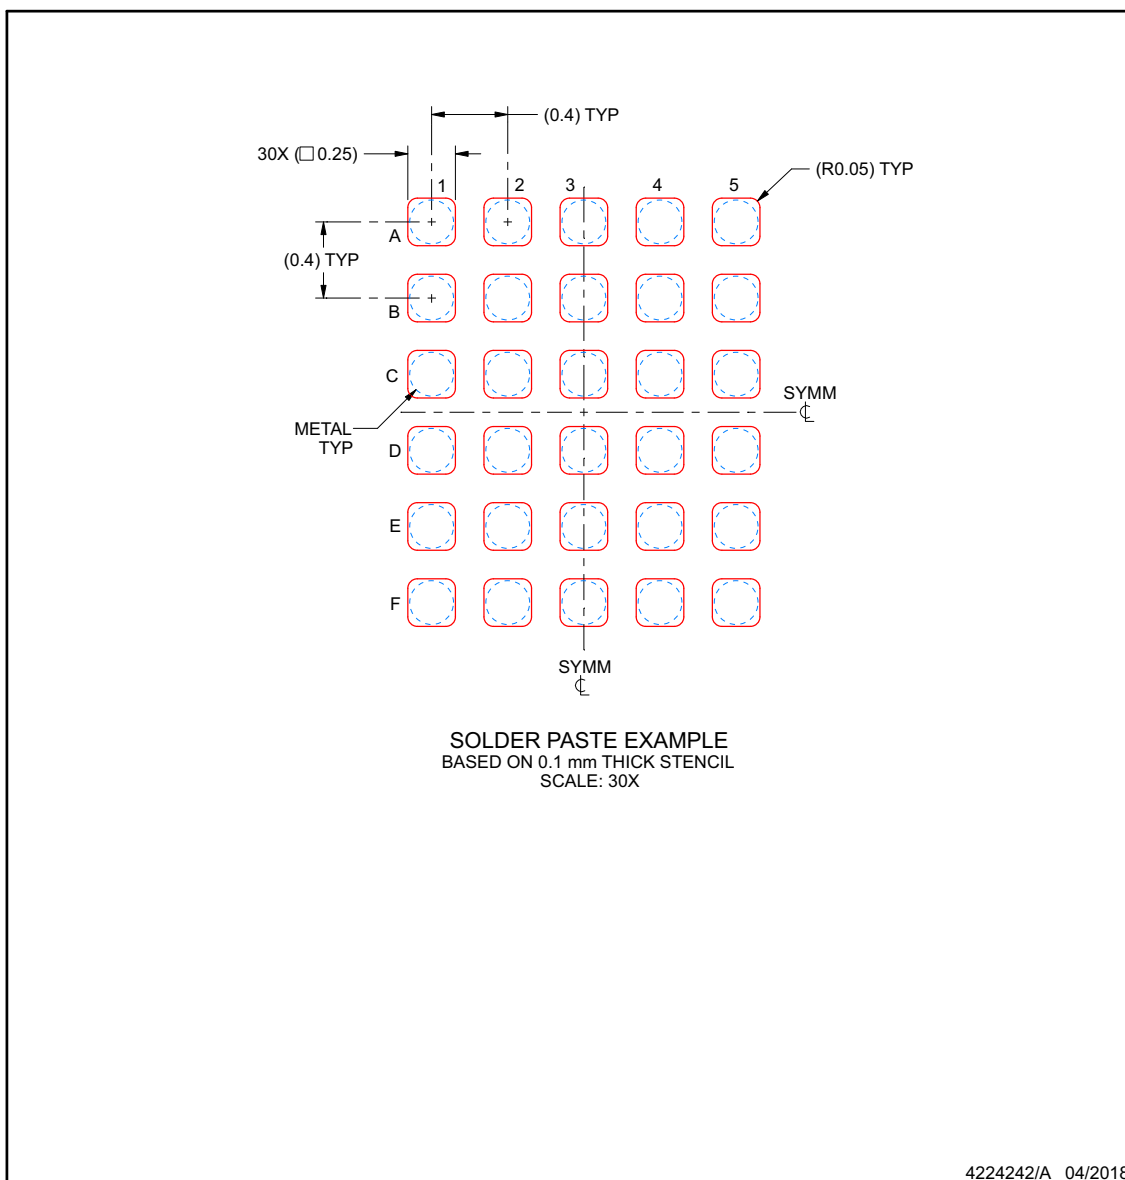 (0.4) TYP
30X (□ 0.25)
(R0.05) TYP
1 2 3 4 5
A
(0.4) TYP
B
C
SYMM
℄
METAL
TYP
D
E
F
SYMM
℄
SOLDER PASTE EXAMPLE
BASED ON 0.1 mm THICK STENCIL
SCALE: 30X
4224242/A 04/2018